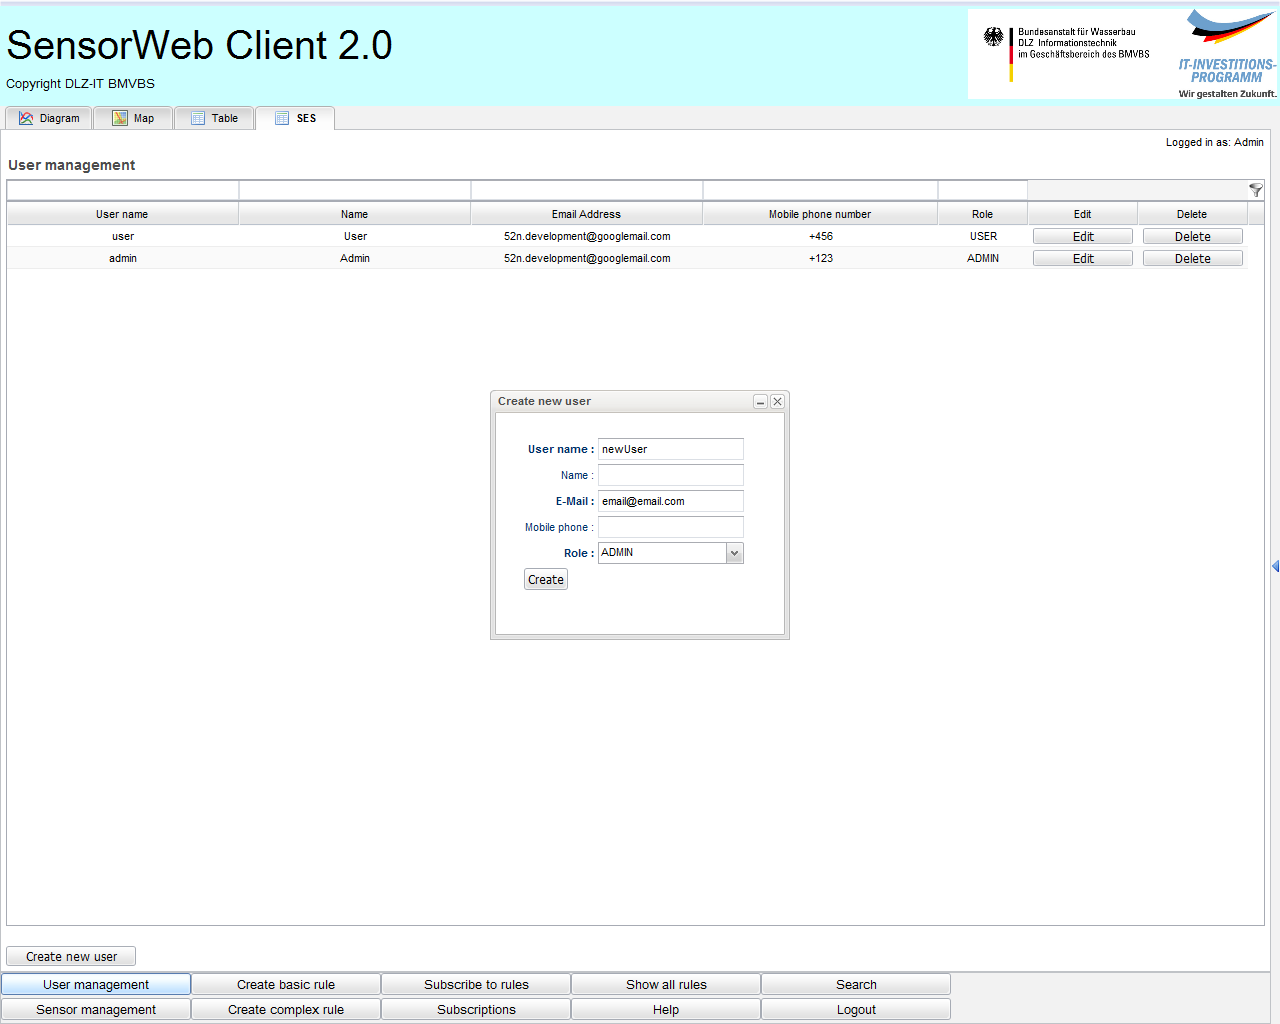 SensorWeb Client 2.0
Copyright DLZ-IT BMVBS
Bundesanstalt für Wasserbau
DLZ Informationstechnik
im Geschäftsbereich des BMVBS
IT-INVESTITIONS-
PROGRAMM
Wir gestalten Zukunft.
Diagram Map Table SES
Logged in as: Admin
User management
User name Name Email Address Mobile phone number Role Edit Delete
user User 52n.development@googlemail.com +456 USER Edit Delete
admin Admin 52n.development@googlemail.com +123 ADMIN Edit Delete
Create new user
User name : newUser
Name :
E-Mail : email@email.com
Mobile phone :
Role : ADMIN
Create
Create new user
User management Create basic rule Subscribe to rules Show all rules Search
Sensor management Create complex rule Subscriptions Help Logout